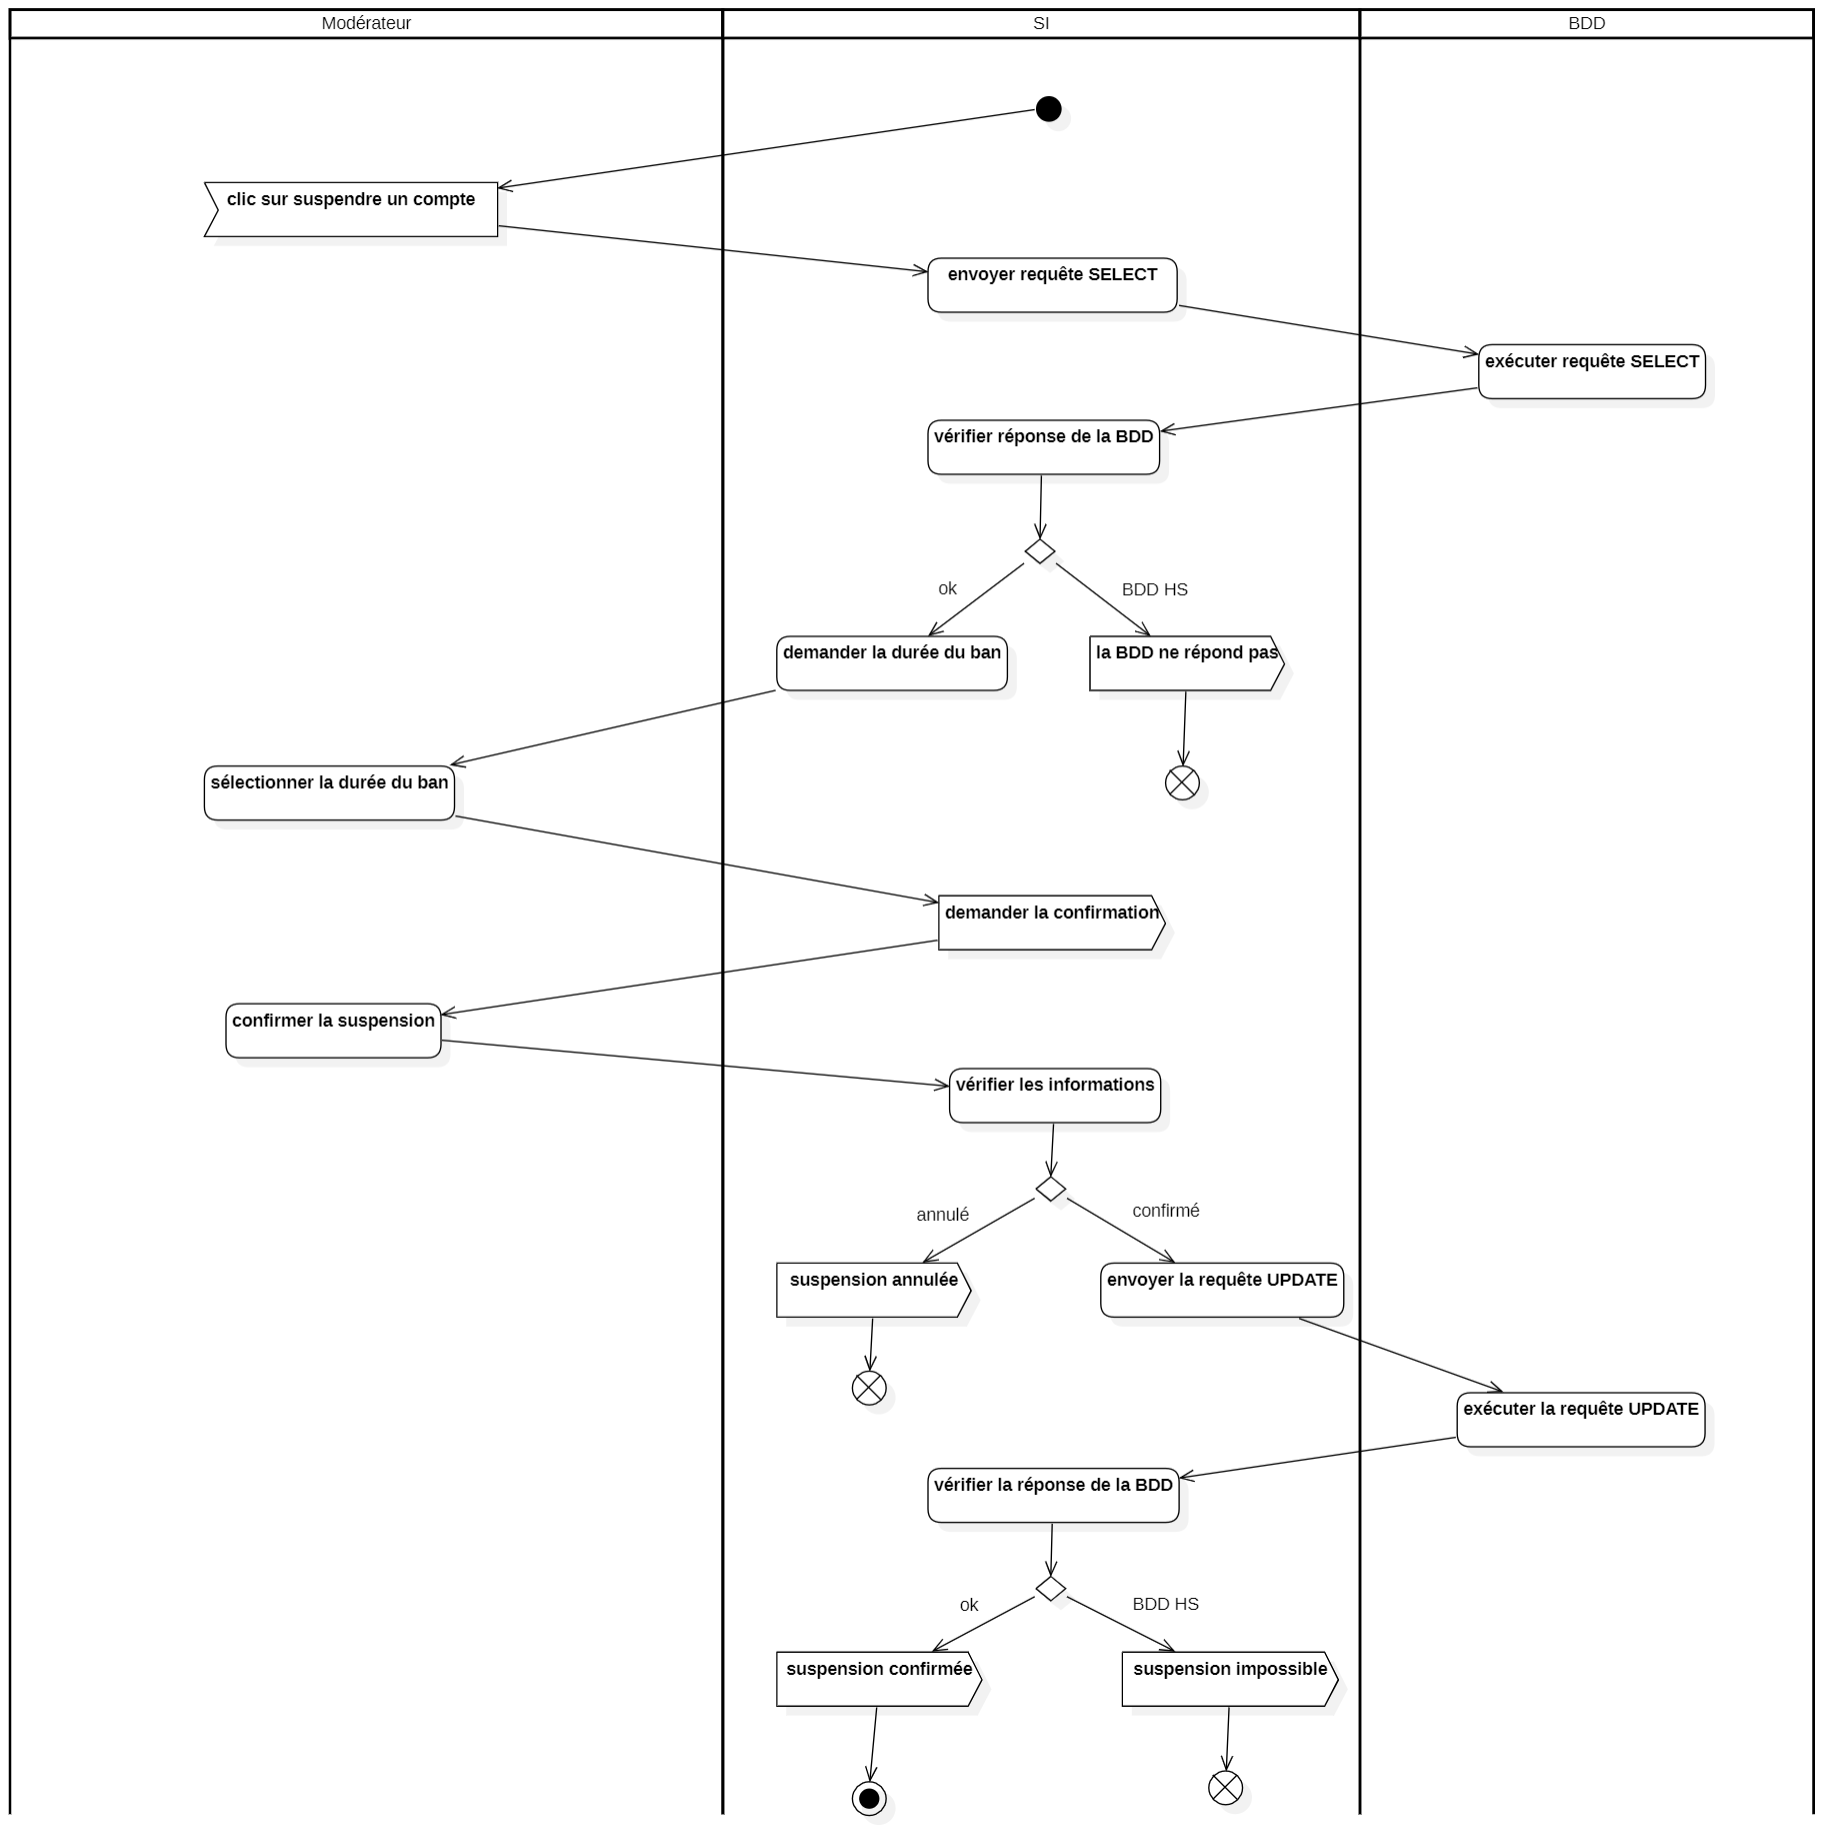 Modérateur
SI
BDD
clic sur suspendre un compte
envoyer requête SELECT
exécuter requête SELECT
vérifier réponse de la BDD
ok
BDD HS
demander la durée du ban
la BDD ne répond pas
sélectionner la durée du ban
demander la confirmation
confirmer la suspension
vérifier les informations
annulé
confirmé
suspension annulée
envoyer la requête UPDATE
exécuter la requête UPDATE
vérifier la réponse de la BDD
ok
BDD HS
suspension confirmée
suspension impossible